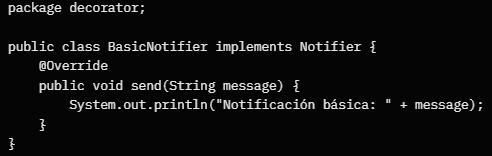 package decorator;

public class BasicNotifier implements Notifier {
    @Override
    public void send(String message) {
        System.out.println("Notificación básica: " + message);
    }
}